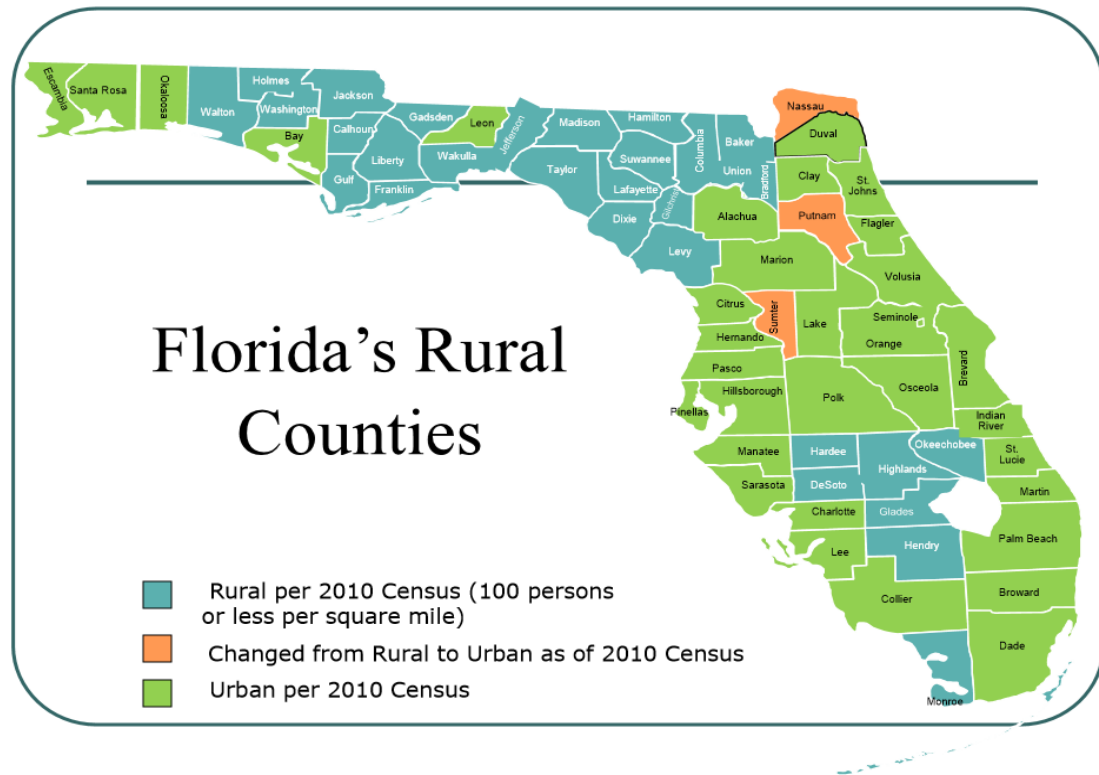 Escambia
Santa Rosa
Okaloosa
Walton
Holmes
Washington
Bay
Jackson
Calhoun
Gulf
Liberty
Franklin
Gadsden
Leon
Wakulla
Jefferson
Madison
Taylor
Hamilton
Suwannee
Lafayette
Dixie
Gilchrist
Columbia
Baker
Union
Bradford
Levy
Nassau
Duval
Clay
St.
Johns
Putnam
Flagler
Alachua
Marion
Volusia
Citrus
Sumter
Lake
Seminole
Orange
Hernando
Pasco
Brevard
Osceola
Polk
Hillsborough
Pinellas
Indian
River
Manatee
Hardee
Highlands
Okeechobee
St.
Lucie
Sarasota
DeSoto
Martin
Charlotte
Glades
Lee
Hendry
Palm Beach
Collier
Broward
Dade
Monroe
Florida's Rural
Counties
Rural per 2010 Census (100 persons
or less per square mile)
Changed from Rural to Urban as of 2010 Census
Urban per 2010 Census